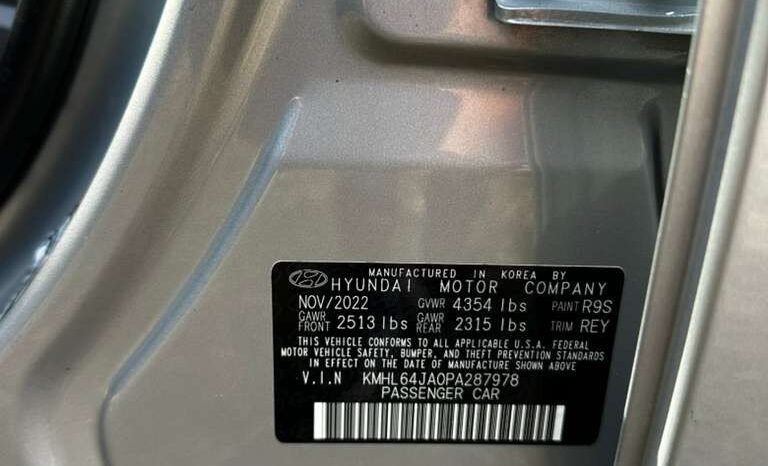 MANUFACTURED IN KOREA BY
HYUNDAI MOTOR COMPANY
NOV/2022 GVWR 4354 lbs PAINT R9S
GAWR FRONT 2513 lbs GAWR REAR 2315 lbs TRIM REY
THIS VEHICLE CONFORMS TO ALL APPLICABLE U.S.A. FEDERAL
MOTOR VEHICLE SAFETY, BUMPER, AND THEFT PREVENTION STANDARDS
IN EFFECT ON THE DATE OF MANUFACTURE SHOWN ABOVE
V.I.N KMHL64JA0PA287978
PASSENGER CAR